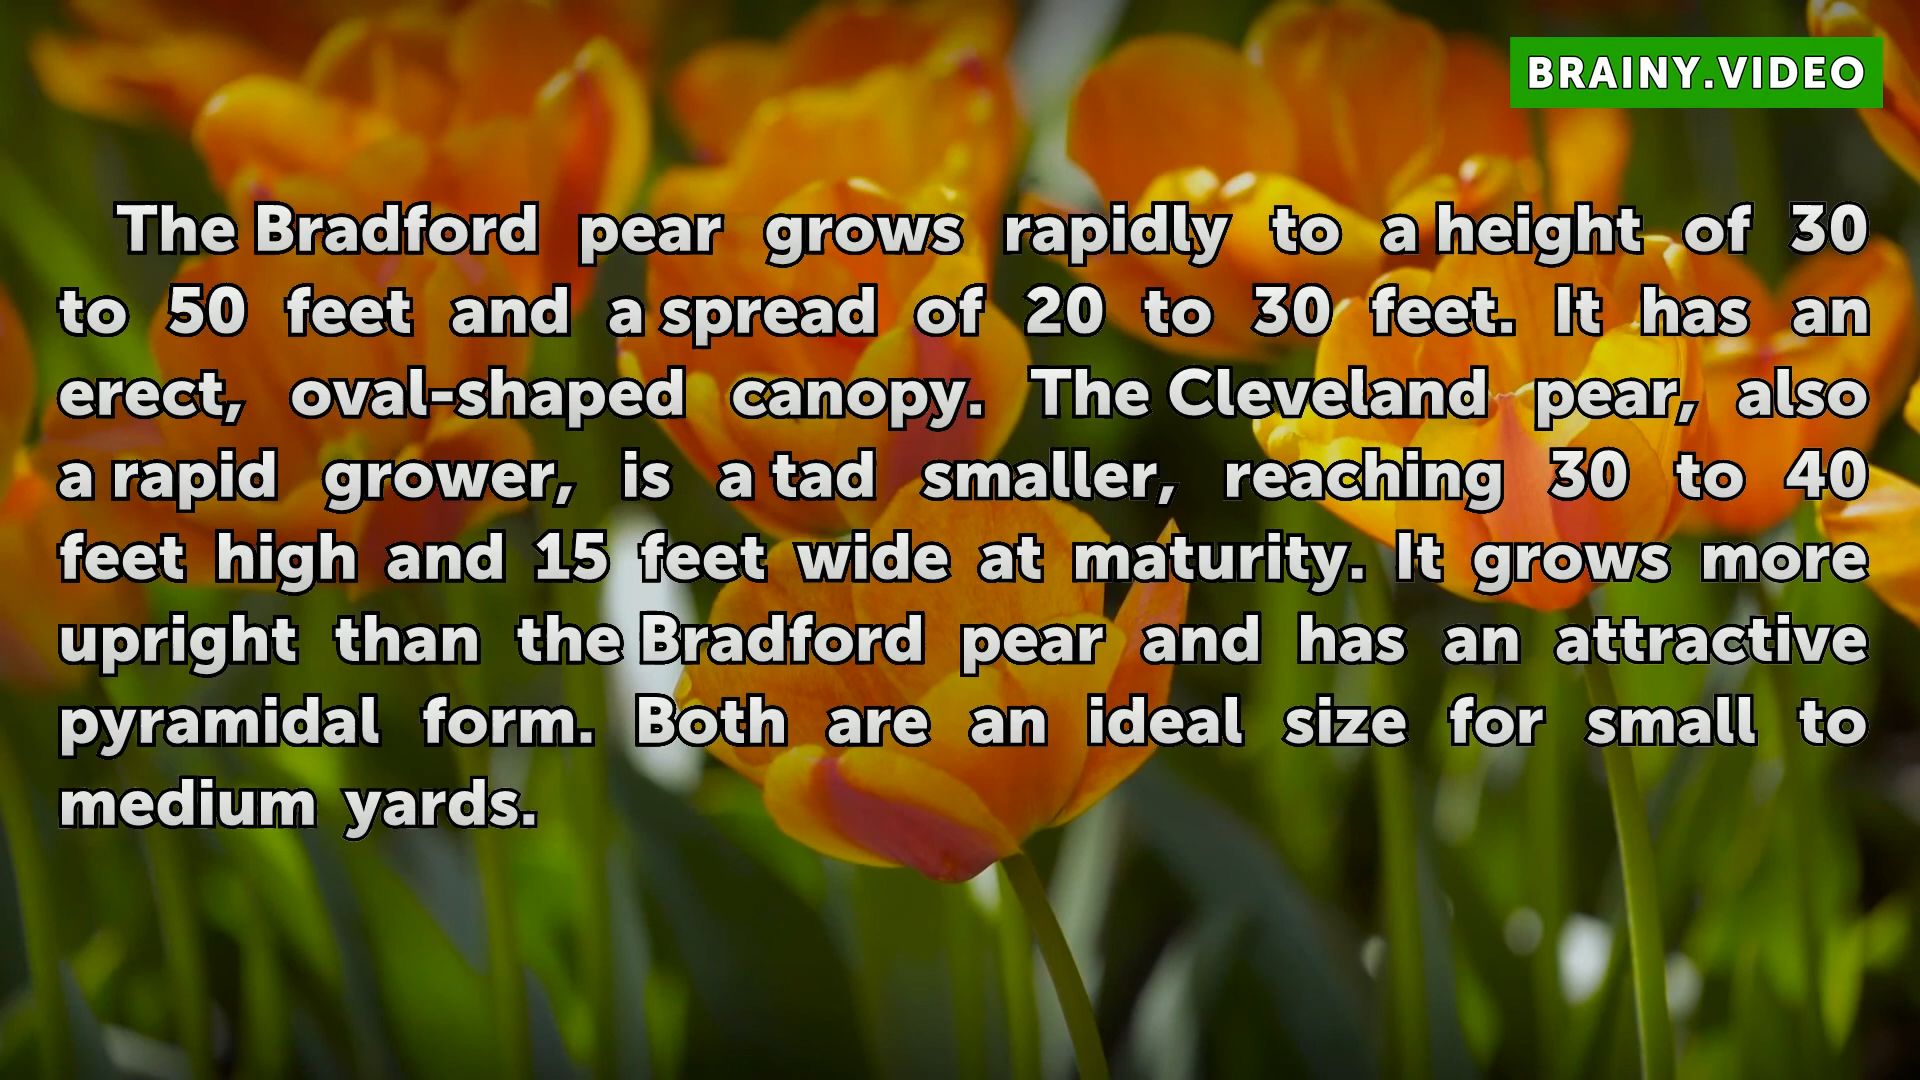 BRAINY.VIDEO
The Bradford pear grows rapidly to a height of 30
to 50 feet and a spread of 20 to 30 feet. It has an
erect, oval-shaped canopy. The Cleveland pear, also
a rapid grower, is a tad smaller, reaching 30 to 40
feet high and 15 feet wide at maturity. It grows more
upright than the Bradford pear and has an attractive
pyramidal form. Both are an ideal size for small to
medium yards.